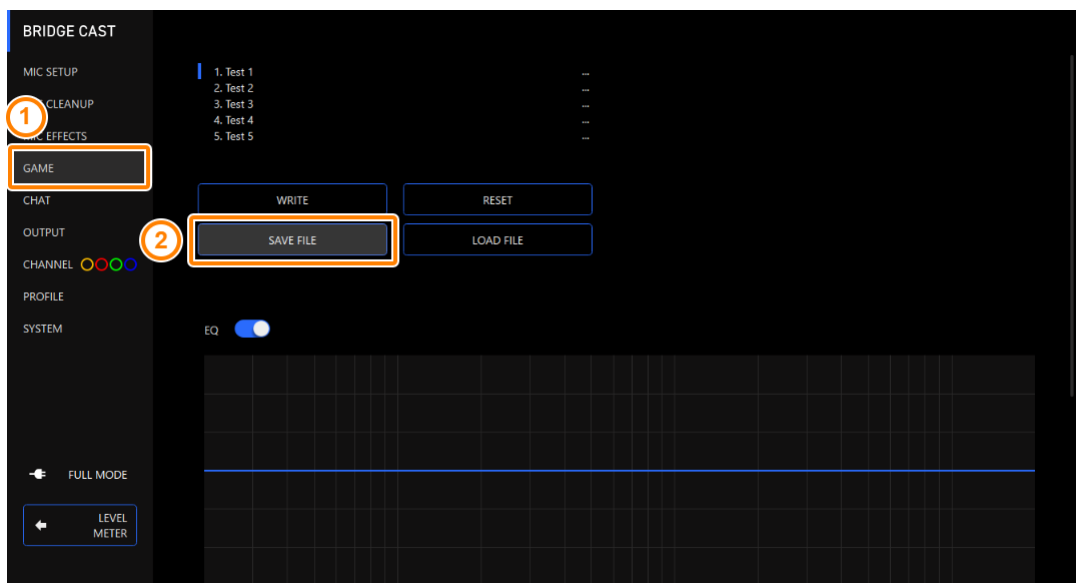 BRIDGE CAST
MIC SETUP
CLEANUP
MIC EFFECTS
GAME
CHAT
OUTPUT
CHANNEL
PROFILE
SYSTEM
FULL MODE
LEVEL
METER
1
2
1. Test 1 ...
2. Test 2 ...
3. Test 3 ...
4. Test 4 ...
5. Test 5 ...
WRITE RESET
SAVE FILE LOAD FILE
EQ